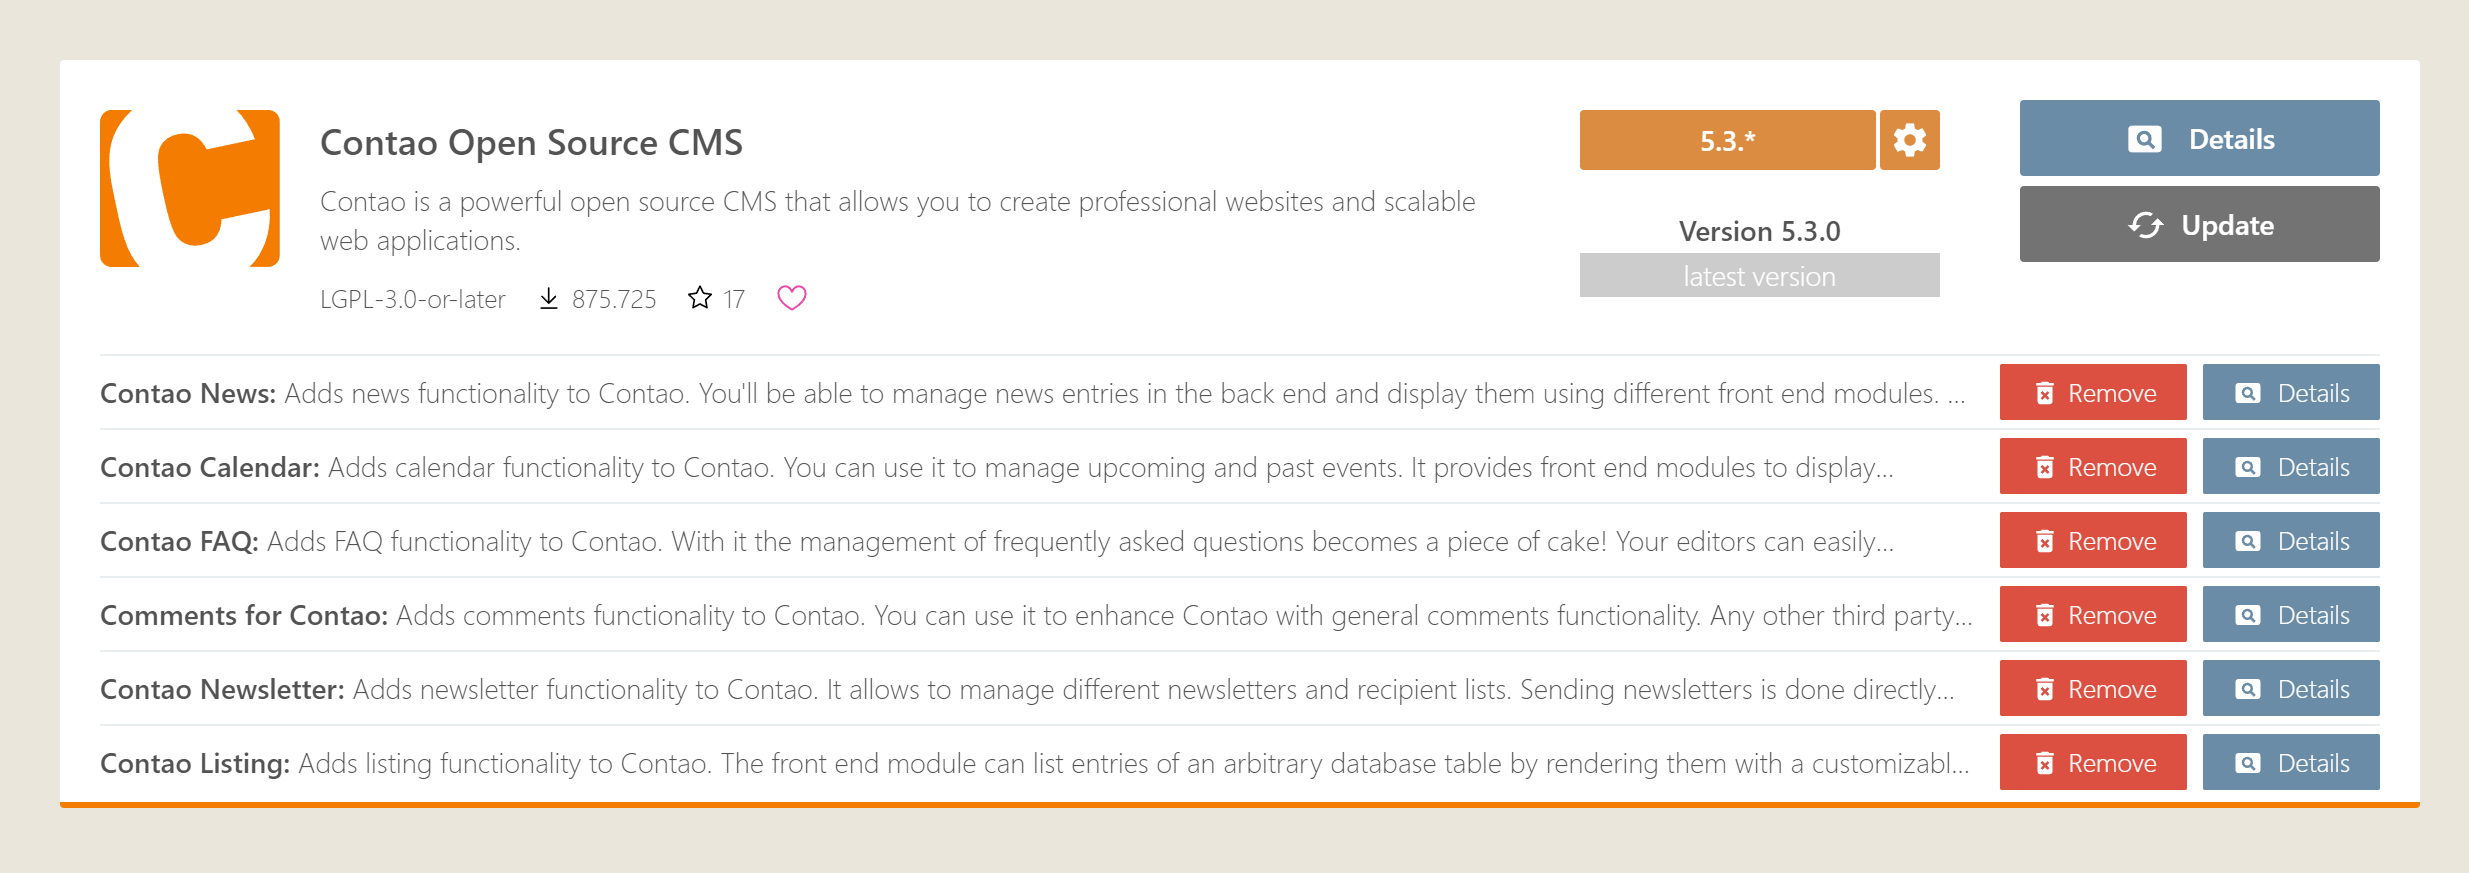 Contao Open Source CMS
Contao is a powerful open source CMS that allows you to create professional websites and scalable
web applications.
LGPL-3.0-or-later 875.725 17
5.3.*
Version 5.3.0
latest version
Details
Update
Contao News: Adds news functionality to Contao. You'll be able to manage news entries in the back end and display them using different front end modules. ... Remove Details
Contao Calendar: Adds calendar functionality to Contao. You can use it to manage upcoming and past events. It provides front end modules to display... Remove Details
Contao FAQ: Adds FAQ functionality to Contao. With it the management of frequently asked questions becomes a piece of cake! Your editors can easily... Remove Details
Comments for Contao: Adds comments functionality to Contao. You can use it to enhance Contao with general comments functionality. Any other third party... Remove Details
Contao Newsletter: Adds newsletter functionality to Contao. It allows to manage different newsletters and recipient lists. Sending newsletters is done directly... Remove Details
Contao Listing: Adds listing functionality to Contao. The front end module can list entries of an arbitrary database table by rendering them with a customizabl... Remove Details